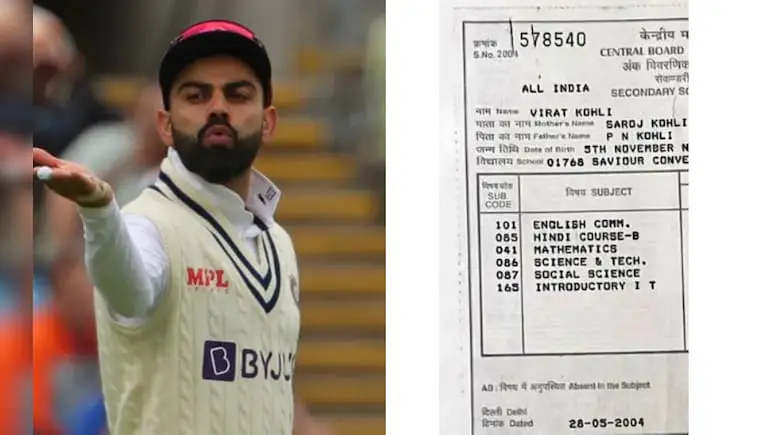 MPL
SPORTS
BYJU
क्रमांक 578540
S.No. 2004
केन्द्रीय म
CENTRAL BOARD
अंक विवरणिक
सेकण्डरी
ALL INDIA SECONDARY SC
नाम Name VIRAT KOHLI
माता का नाम Mother's Name SAROJ KOHLI
पिता का नाम Father's Name P N KOHLI
जन्म तिथि Date of Birth 5TH NOVEMBER N
विद्यालय School 01768 SAVIOUR CONVE
विषय कोड विषय SUBJECT
SUB. CODE
101 ENGLISH COMM.
085 HINDI COURSE-B
041 MATHEMATICS
086 SCIENCE & TECH.
087 SOCIAL SCIENCE
165 INTRODUCTORY I T
AB: विषय में अनुपस्थित Absent in the Subject
दिल्ली Delhi
दिनांक Dated 28-05-2004